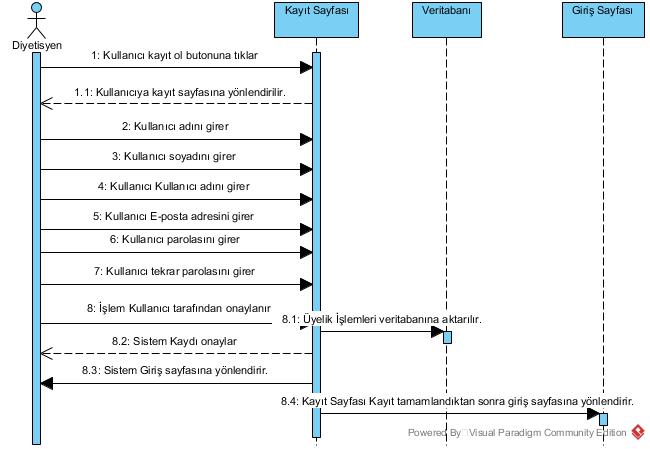 Kayıt Sayfası
Veritabanı
Giriş Sayfası
Diyetisyen
1: Kullanıcı kayıt ol butonuna tıklar
1.1: Kullanıcıya kayıt sayfasına yönlendirilir.
2: Kullanıcı adını girer
3: Kullanıcı soyadını girer
4: Kullanıcı Kullanıcı adını girer
5: Kullanıcı E-posta adresini girer
6: Kullanıcı parolasını girer
7: Kullanıcı tekrar parolasını girer
8: İşlem Kullanıcı tarafından onaylanır
8.1: Üyelik İşlemleri veritabanına aktarılır.
8.2: Sistem Kaydı onaylar
8.3: Sistem Giriş sayfasına yönlendirir.
8.4: Kayıt Sayfası Kayıt tamamlandıktan sonra giriş sayfasına yönlendirir.
Powered By Visual Paradigm Community Edition